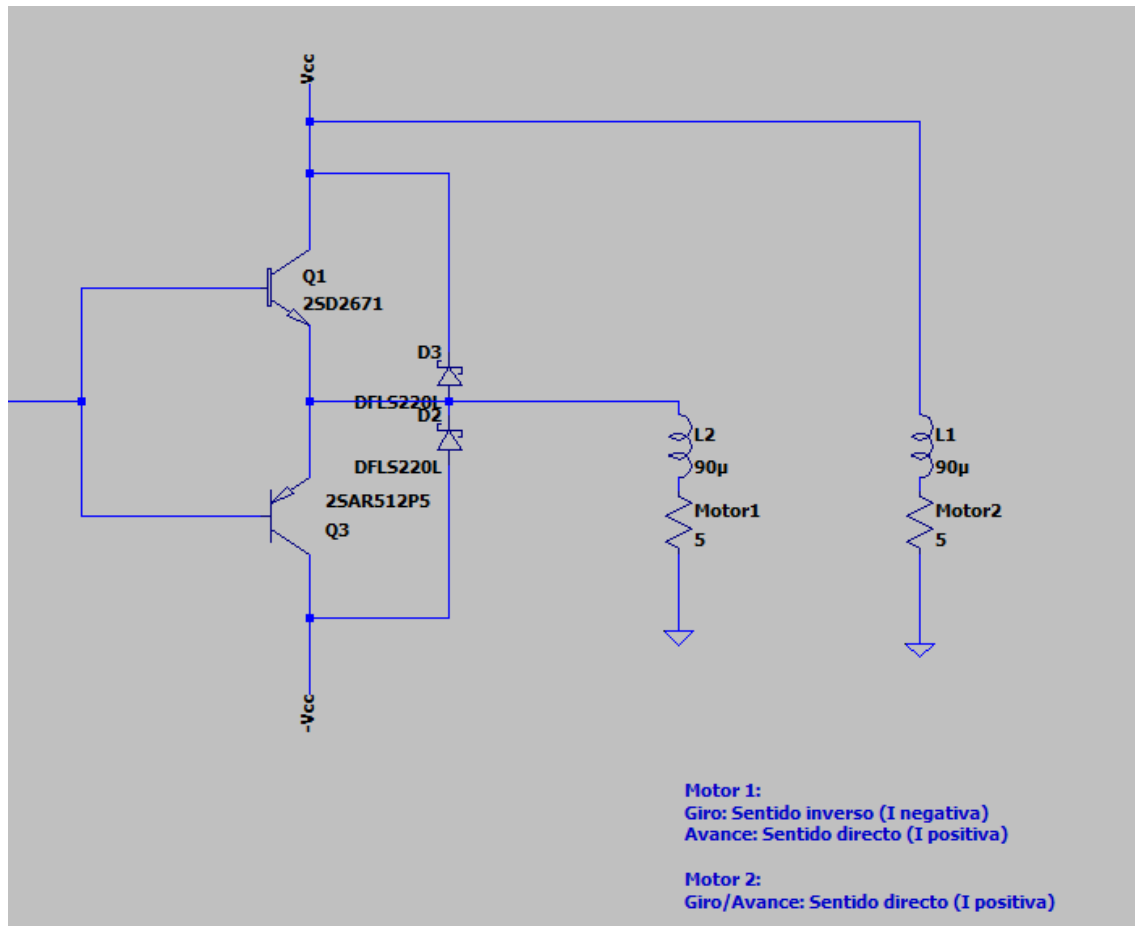 Vcc
Q1
2SD2671
D3
DFLS220L
D2
DFLS220L
2SAR512P5
Q3
L2
90µ
Motor1
5
L1
90µ
Motor2
5
-Vcc
Motor 1:
Giro: Sentido inverso (I negativa)
Avance: Sentido directo (I positiva)
Motor 2:
Giro/Avance: Sentido directo (I positiva)